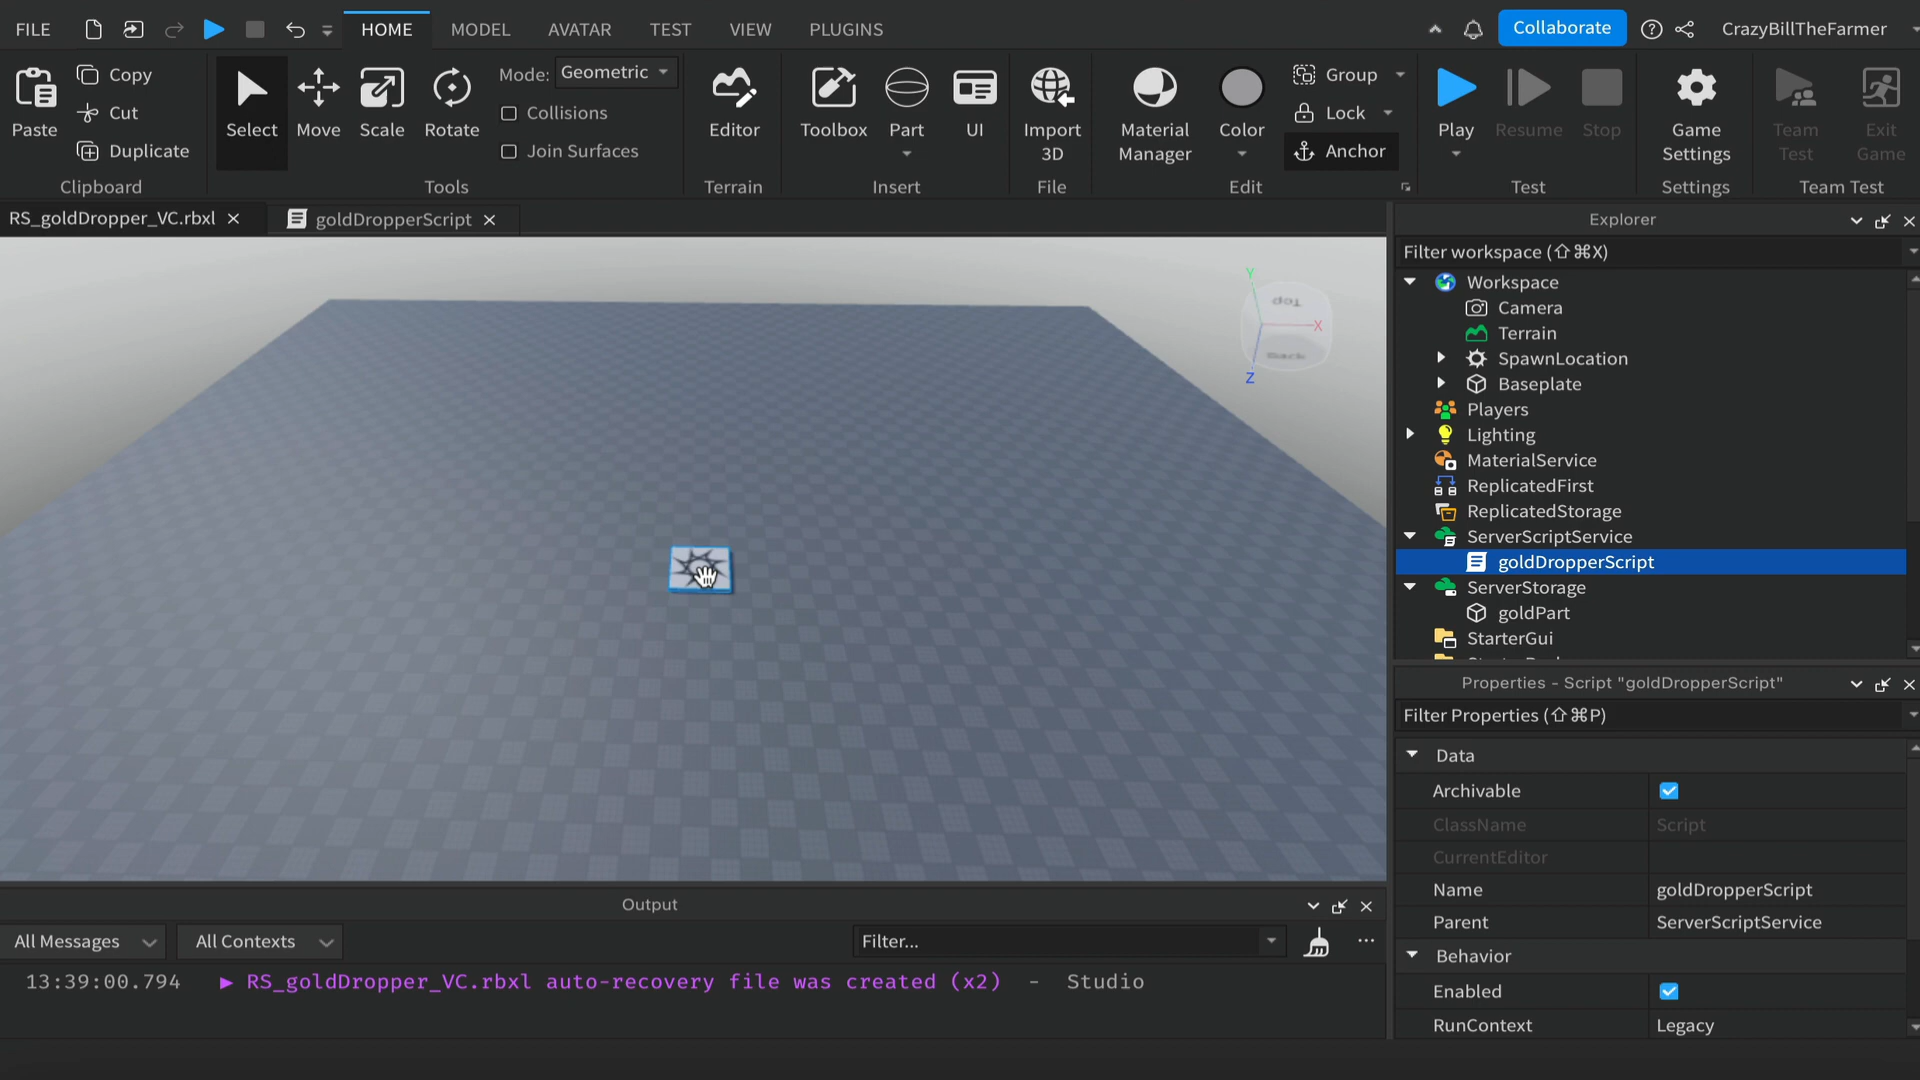 FILE
HOME
MODEL
AVATAR
TEST
VIEW
PLUGINS
Collaborate
CrazyBillTheFarmer
Paste
Copy
Cut
Duplicate
Clipboard
Select
Move
Scale
Rotate
Mode: Geometric
Collisions
Join Surfaces
Tools
Editor
Terrain
Toolbox
Part
UI
Insert
Import
3D
File
Material
Manager
Color
Group
Lock
Anchor
Edit
Play
Resume
Stop
Test
Game
Settings
Settings
Team
Test
Exit
Game
Team Test
RS_goldDropper_VC.rbxl
goldDropperScript
Y
Top
X
Back
Z
Explorer
Filter workspace (⇧⌘X)
Workspace
Camera
Terrain
SpawnLocation
Baseplate
Players
Lighting
MaterialService
ReplicatedFirst
ReplicatedStorage
ServerScriptService
goldDropperScript
ServerStorage
goldPart
StarterGui
Properties - Script "goldDropperScript"
Filter Properties (⇧⌘P)
Data
Archivable
ClassName Script
CurrentEditor
Name goldDropperScript
Parent ServerScriptService
Behavior
Enabled
RunContext Legacy
Output
All Messages
All Contexts
Filter...
13:39:00.794 ▶ RS_goldDropper_VC.rbxl auto-recovery file was created (x2) - Studio